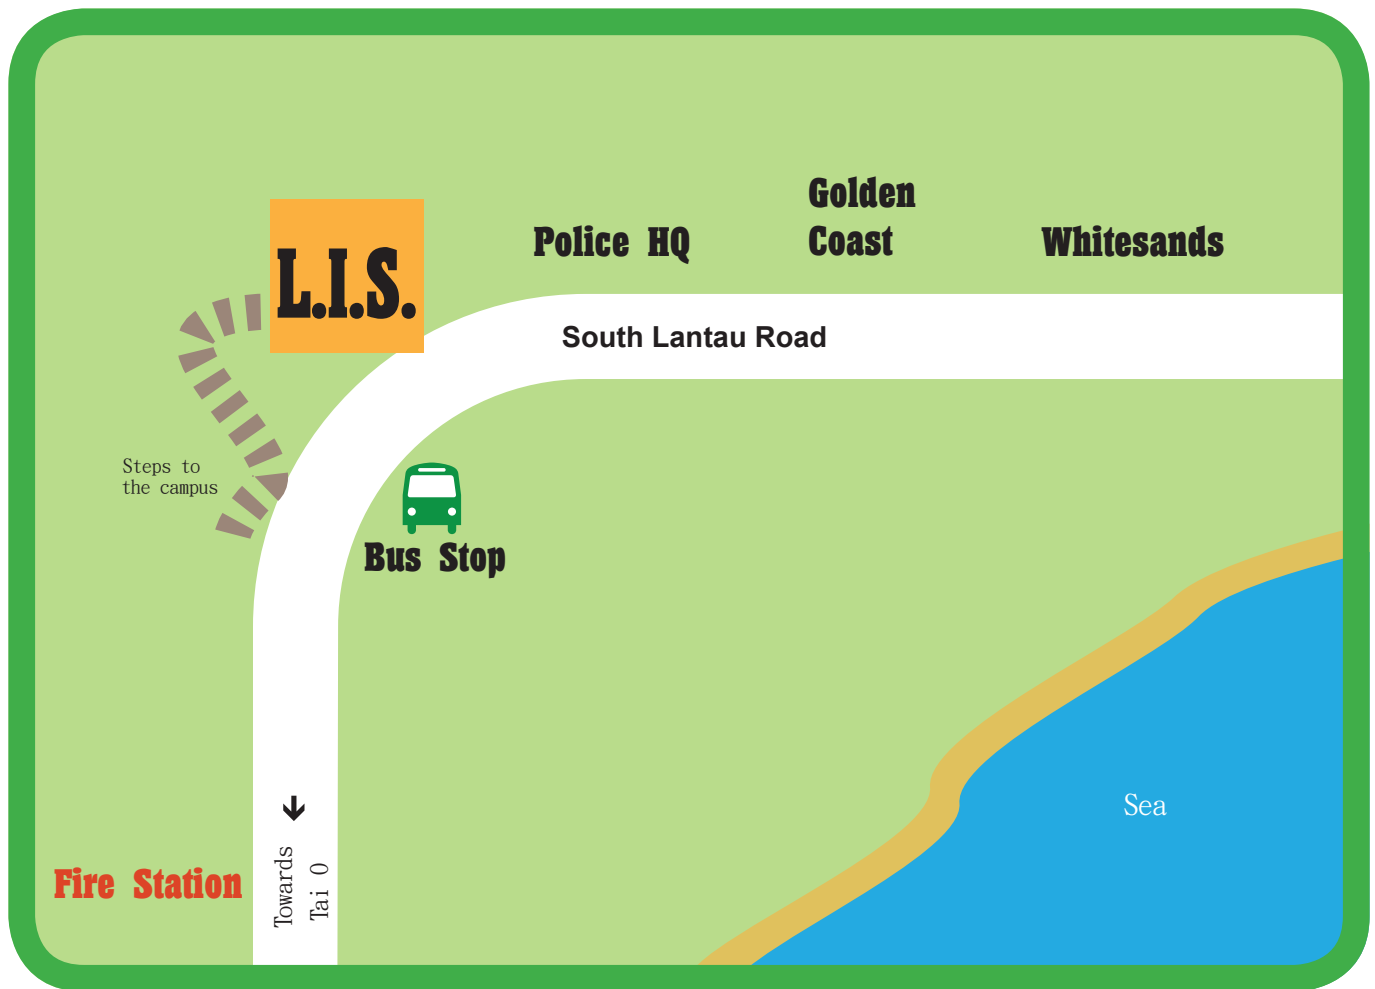 Golden
Coast
Police HQ
Whitesands
L.I.S.
South Lantau Road
Steps to
the campus
Bus Stop
Sea
Fire Station
Towards
Tai O